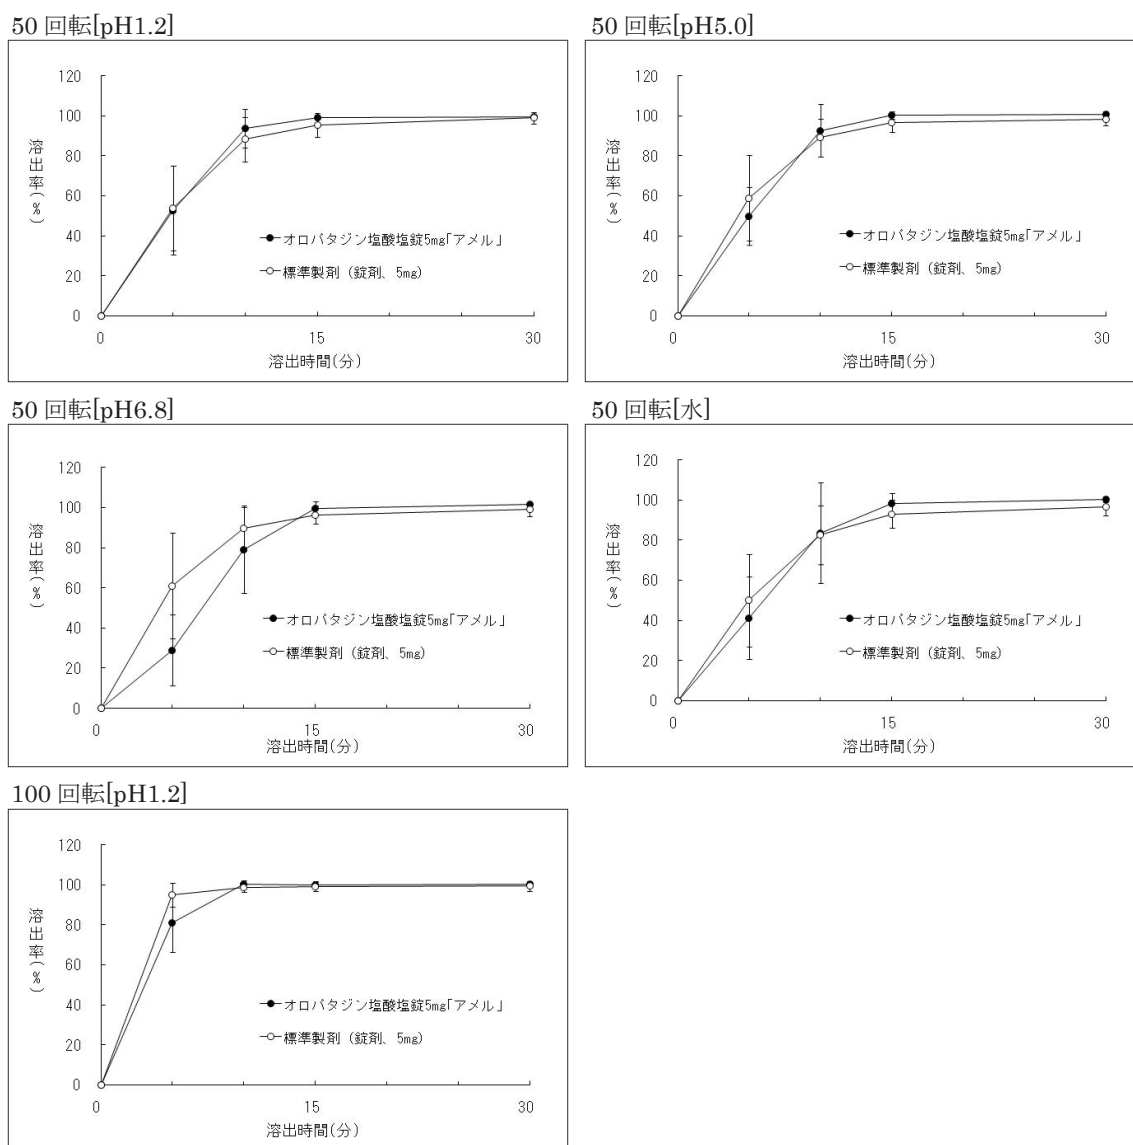 50 回転[pH1.2]
120
100
80
60
40
20
0
溶出率(%)
オロパタジン塩酸塩錠5mg「アメル」
標準製剤 (錠剤、5mg)
0
15
30
溶出時間(分)
50 回転[pH5.0]
120
100
80
60
40
20
0
溶出率(%)
オロパタジン塩酸塩錠5mg「アメル」
標準製剤 (錠剤、5mg)
0
15
30
溶出時間(分)
50 回転[pH6.8]
120
100
80
60
40
20
0
溶出率(%)
オロパタジン塩酸塩錠5mg「アメル」
標準製剤 (錠剤、5mg)
0
15
30
溶出時間(分)
50 回転[水]
120
100
80
60
40
20
0
溶出率(%)
オロパタジン塩酸塩錠5mg「アメル」
標準製剤 (錠剤、5mg)
0
15
30
溶出時間(分)
100 回転[pH1.2]
120
100
80
60
40
20
0
溶出率(%)
オロパタジン塩酸塩錠5mg「アメル」
標準製剤 (錠剤、5mg)
0
15
30
溶出時間(分)